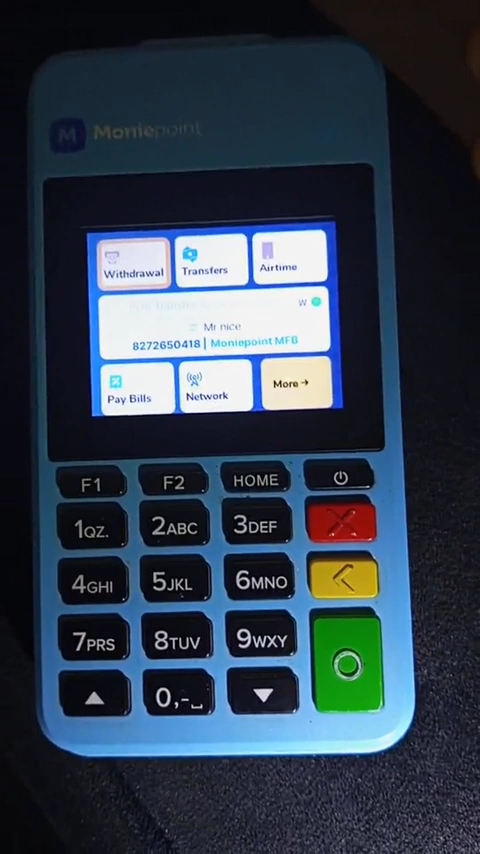 M Moniepoint
Withdrawal
Transfers
Airtime
W
Mr nice
8272650418 | Moniepoint MFB
Pay Bills
Network
More →
F1
F2
HOME
1QZ.
2ABC
3DEF
4GHI
5JKL
6MNO
7PRS
8TUV
9WXY
0,-⎵